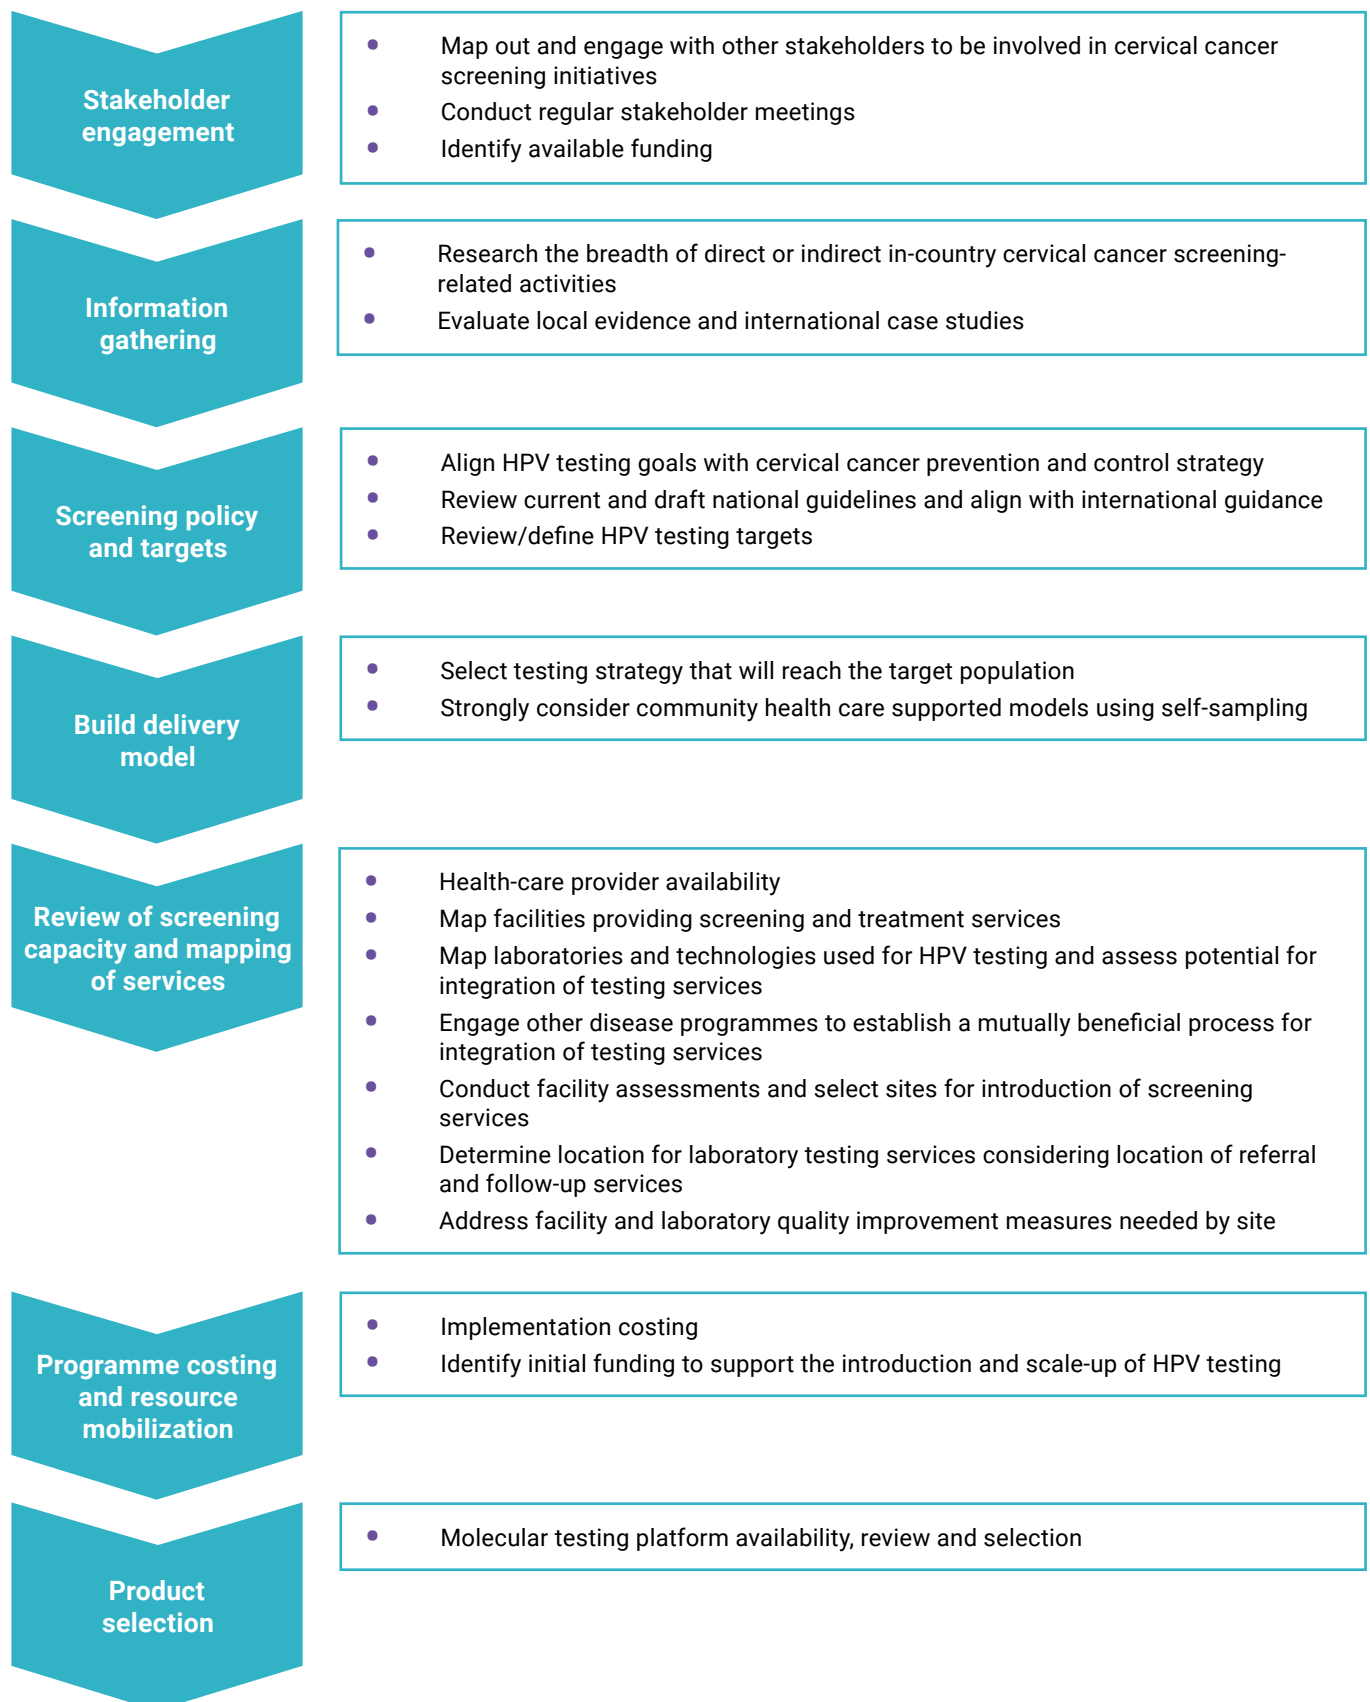 Stakeholder
engagement
• Map out and engage with other stakeholders to be involved in cervical cancer
screening initiatives
• Conduct regular stakeholder meetings
• Identify available funding
Information
gathering
• Research the breadth of direct or indirect in-country cervical cancer screening-
related activities
• Evaluate local evidence and international case studies
Screening policy
and targets
• Align HPV testing goals with cervical cancer prevention and control strategy
• Review current and draft national guidelines and align with international guidance
• Review/define HPV testing targets
Build delivery
model
• Select testing strategy that will reach the target population
• Strongly consider community health care supported models using self-sampling
Review of screening
capacity and mapping
of services
• Health-care provider availability
• Map facilities providing screening and treatment services
• Map laboratories and technologies used for HPV testing and assess potential for
integration of testing services
• Engage other disease programmes to establish a mutually beneficial process for
integration of testing services
• Conduct facility assessments and select sites for introduction of screening
services
• Determine location for laboratory testing services considering location of referral
and follow-up services
• Address facility and laboratory quality improvement measures needed by site
Programme costing
and resource
mobilization
• Implementation costing
• Identify initial funding to support the introduction and scale-up of HPV testing
Product
selection
• Molecular testing platform availability, review and selection